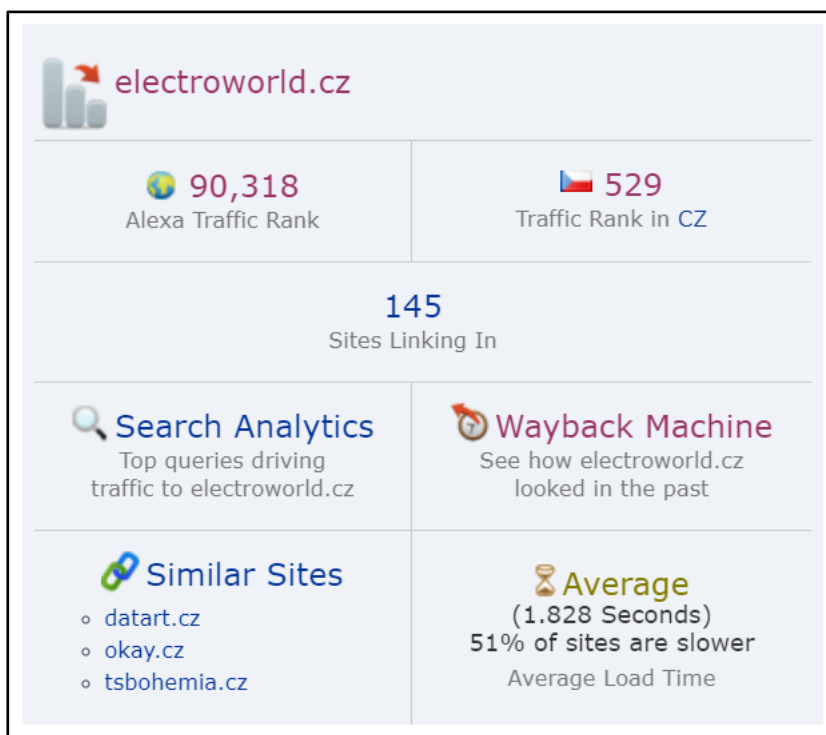 electroworld.cz
90,318
Alexa Traffic Rank
529
Traffic Rank in CZ
145
Sites Linking In
Search Analytics
Top queries driving
traffic to electroworld.cz
Wayback Machine
See how electroworld.cz
looked in the past
Similar Sites
datart.cz
okay.cz
tsbohemia.cz
Average
(1.828 Seconds)
51% of sites are slower
Average Load Time